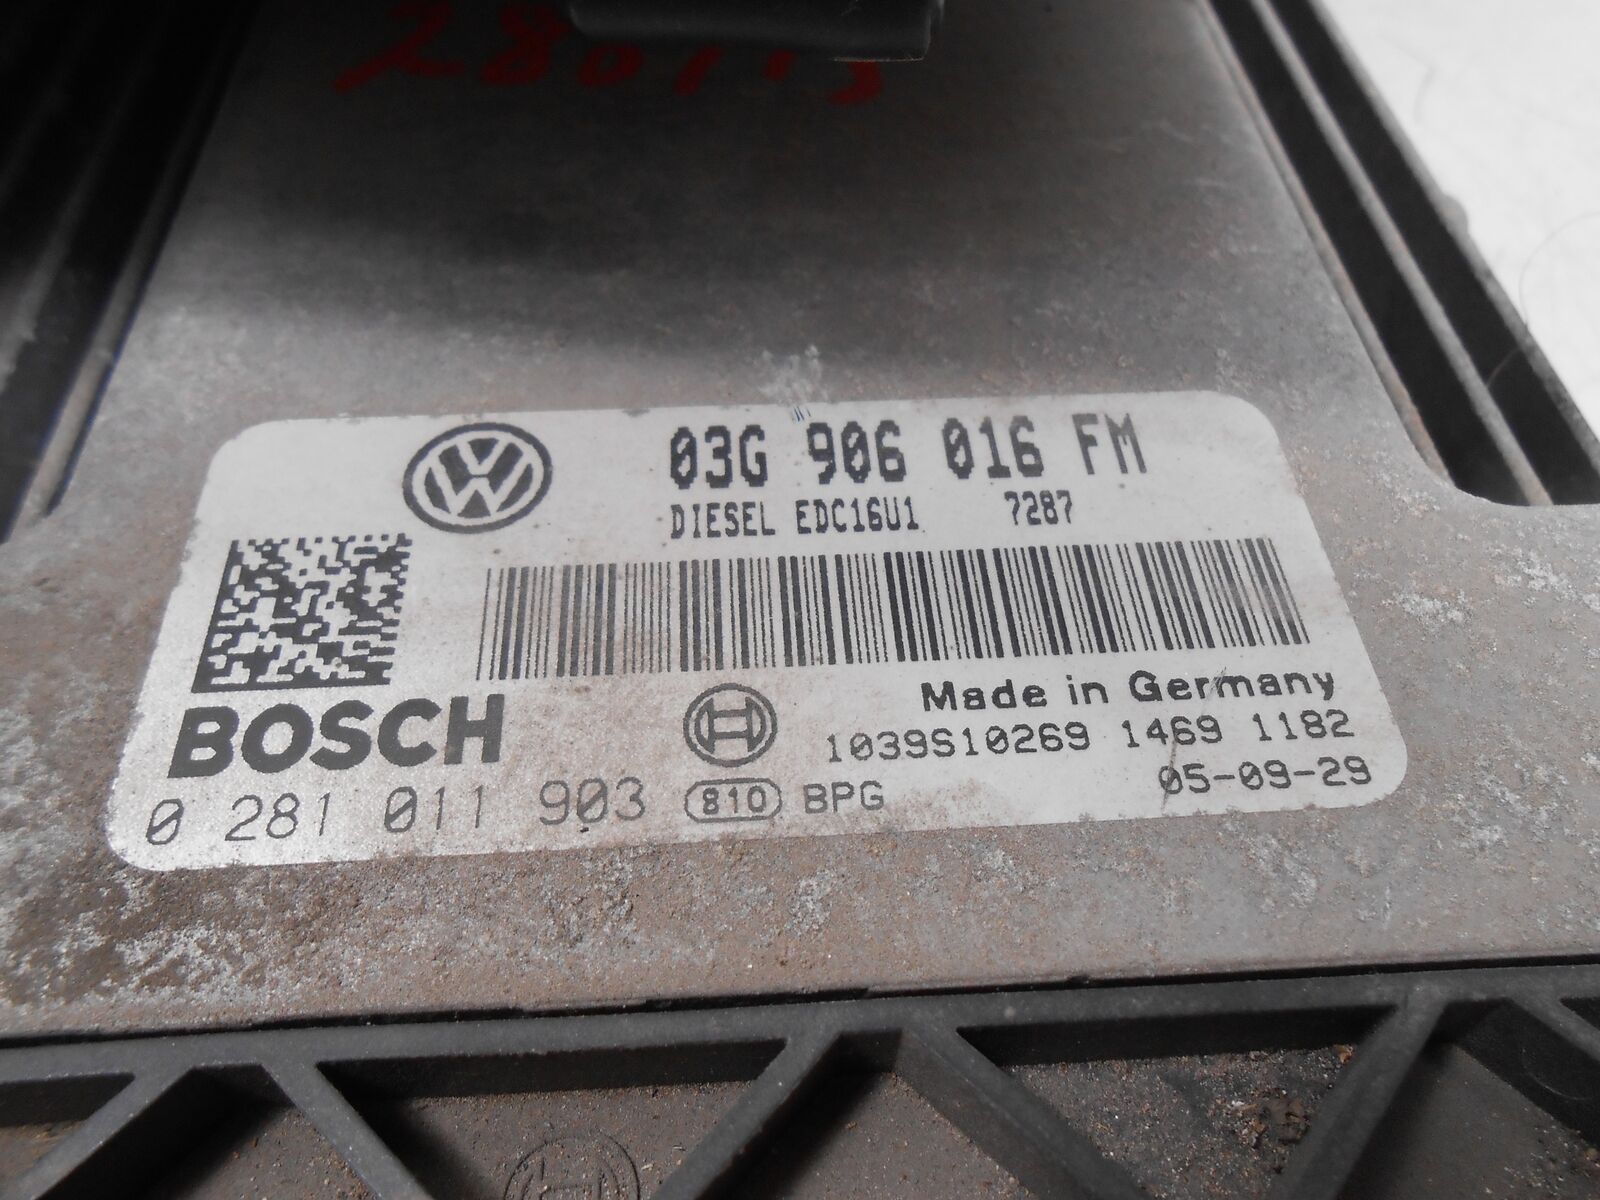 03G 906 016 FM
DIESEL EDC16U1 7287
Made in Germany
BOSCH
1039S10269 1469 1182
0 281 011 903 810 BPG
05-09-29